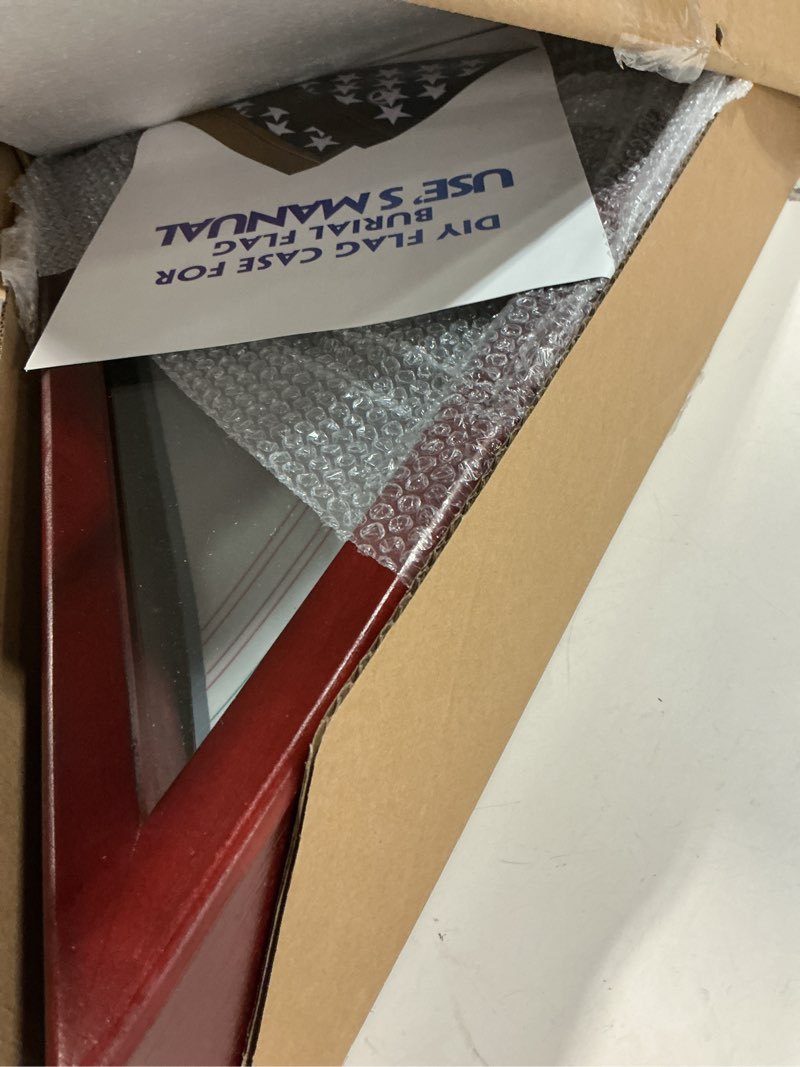 DIY FLAG CASE FOR
BURIAL FLAG
USE'S MANUAL